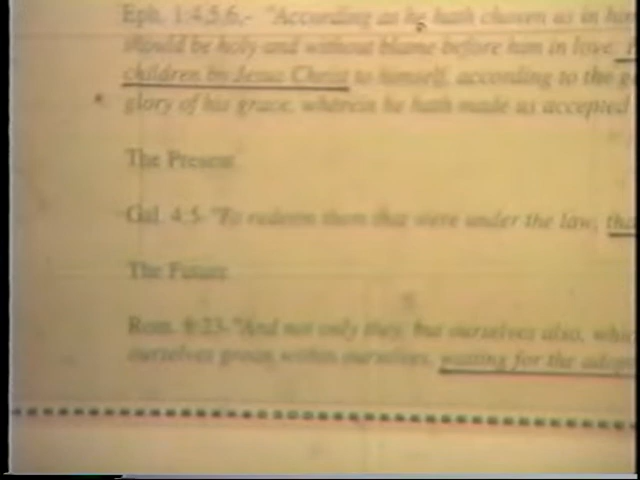 Eph. 1:4,5,6,- "According as he hath chosen us in him
should be holy and without blame before him in love.
children by Jesus Christ to himself, according to the g
glory of his grace, wherein he hath made us accepted
The Present
Gal. 4:5-"To redeem them that were under the law, tha
The Future
Rom. 8:23-"And not only they, but ourselves also, whic
ourselves groan within ourselves, waiting for the adopt